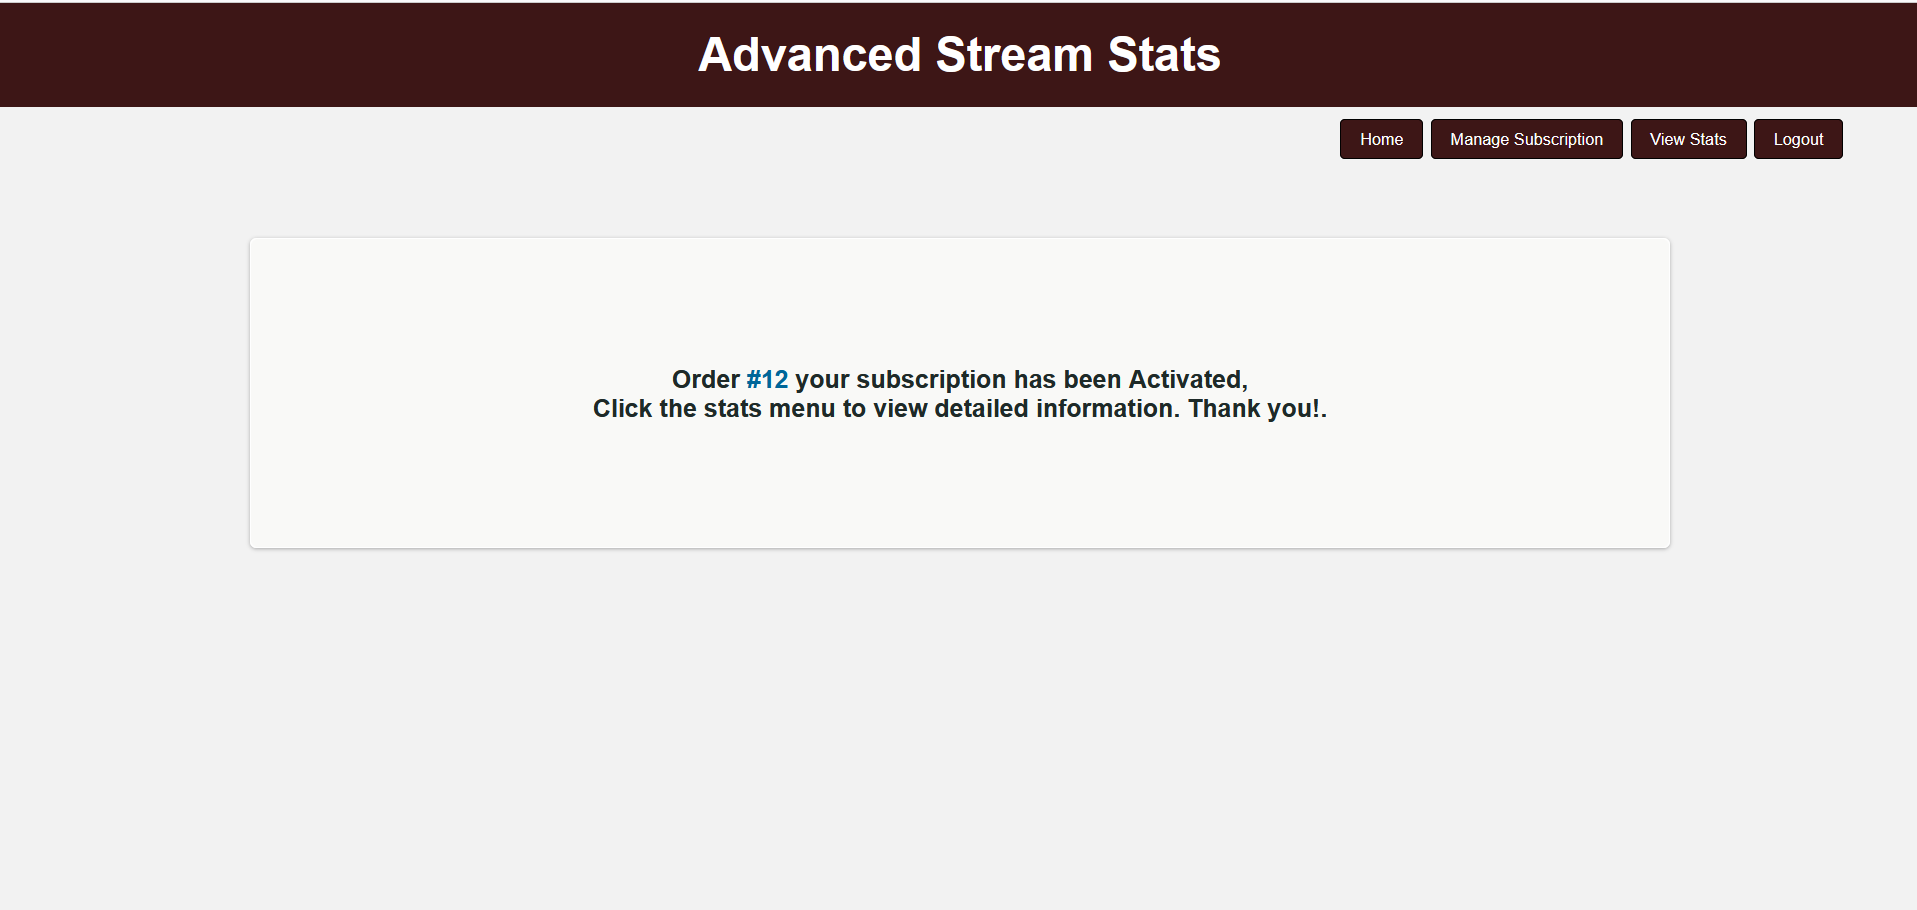 Advanced Stream Stats
Home Manage Subscription View Stats Logout
Order #12 your subscription has been Activated,
Click the stats menu to view detailed information. Thank you!.